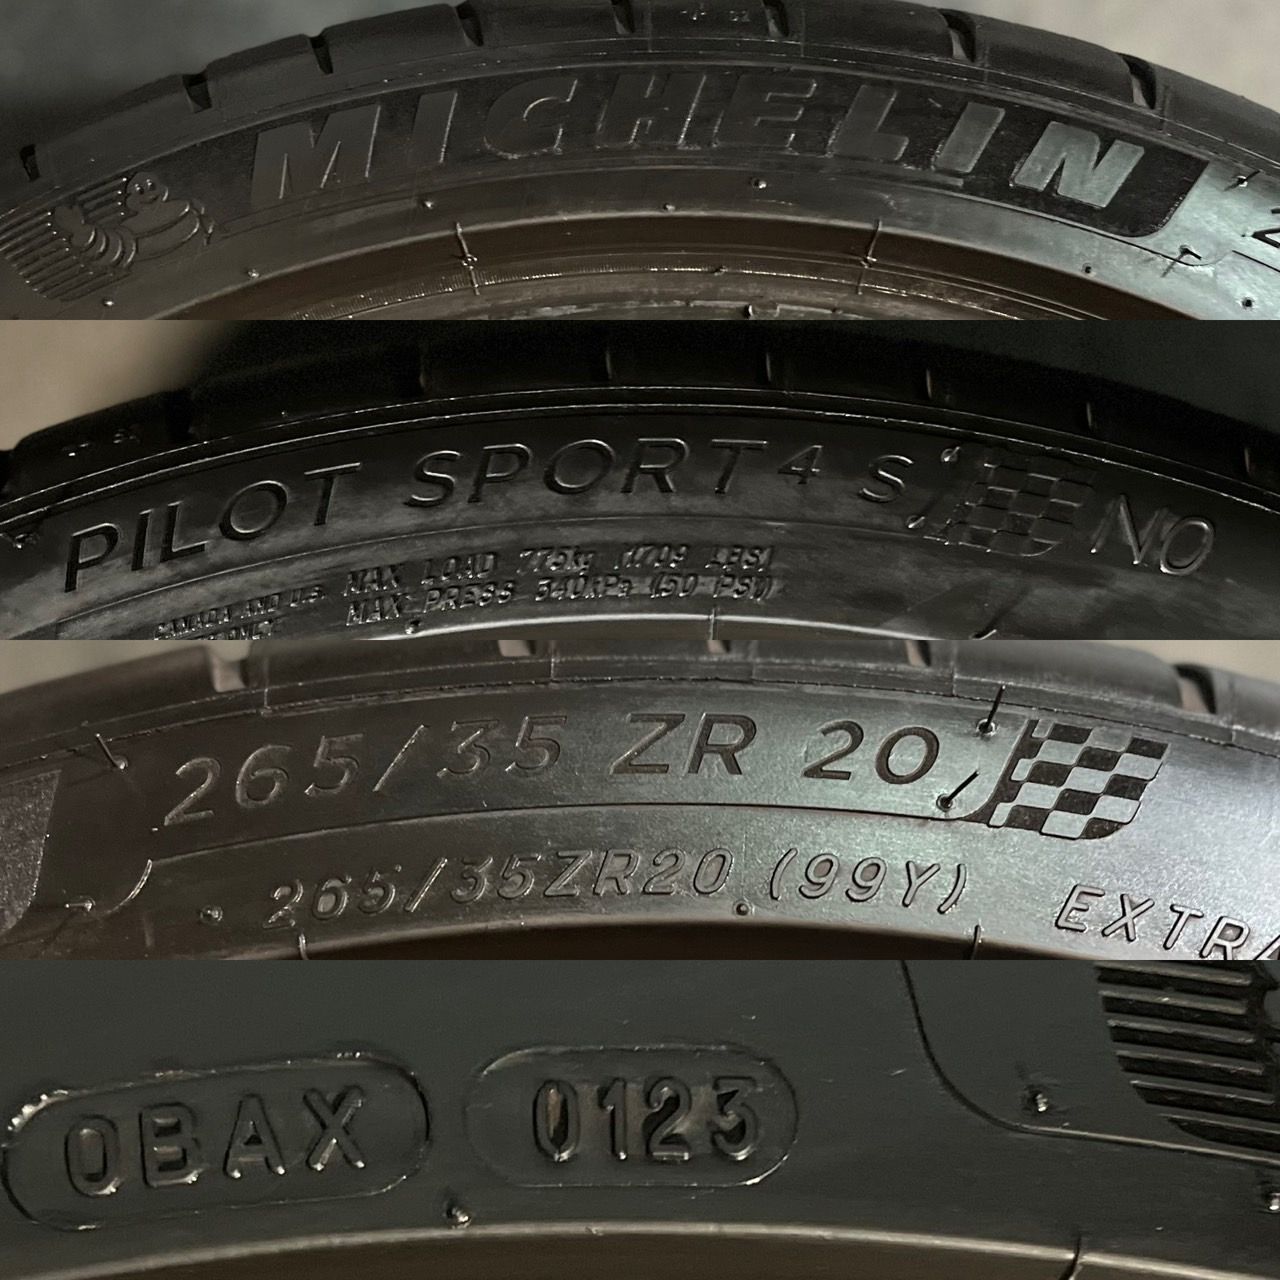 MICHELIN
PILOT SPORT 4 S NO
MAX LOAD 775kg (1709 LBS)
CANADA AND U.S. MAX PRESS 340kPa (50 PSI)
ONLY
265/35 ZR 20
265/35ZR20 (99Y) EXTRA
0BAX 0123